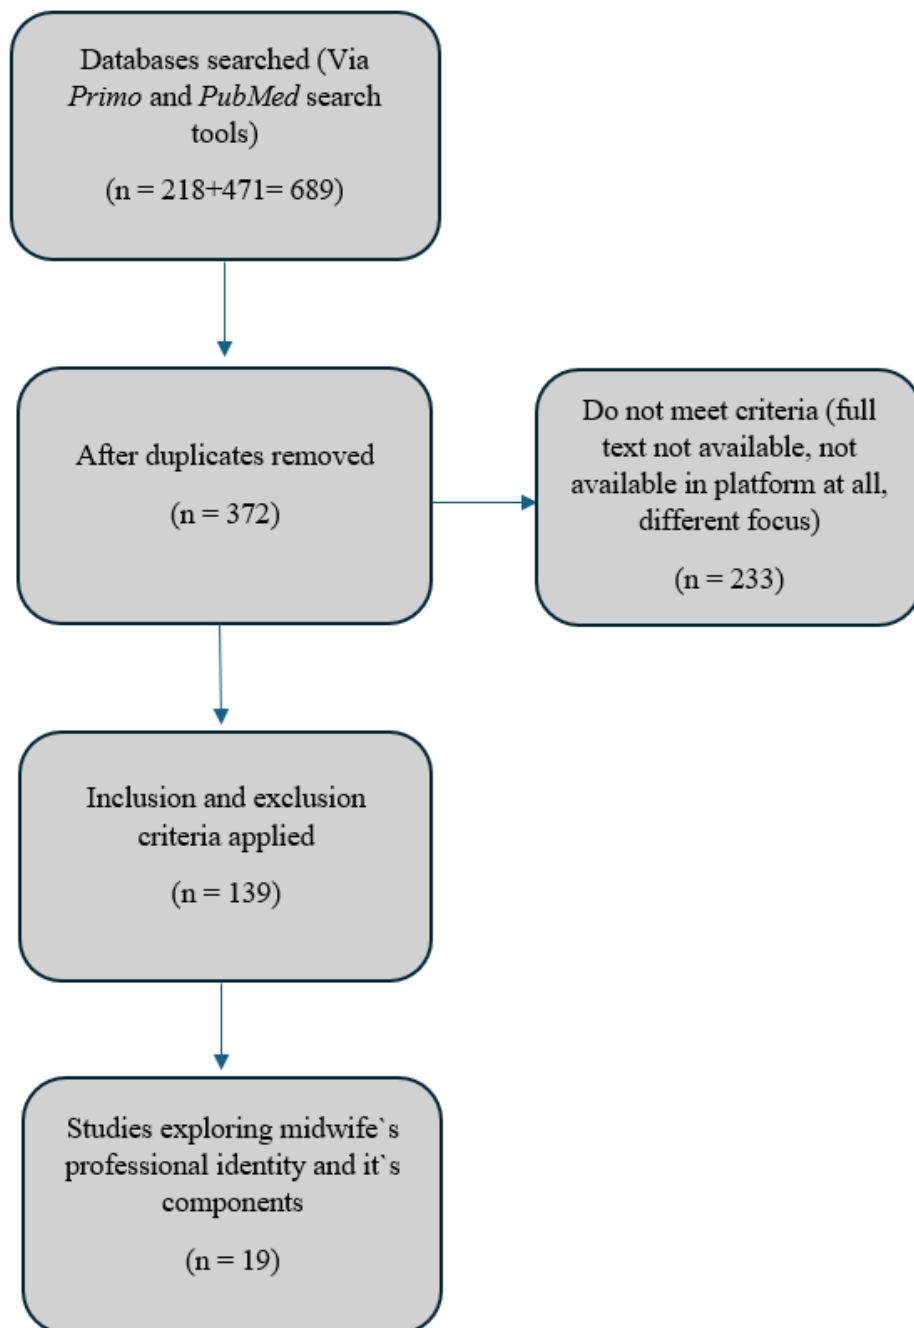 Databases searched (Via
Primo and PubMed search
tools)
(n = 218+471= 689)
After duplicates removed
(n = 372)
Do not meet criteria (full
text not available, not
available in platform at all,
different focus)
(n = 233)
Inclusion and exclusion
criteria applied
(n = 139)
Studies exploring midwife`s
professional identity and it`s
components
(n = 19)